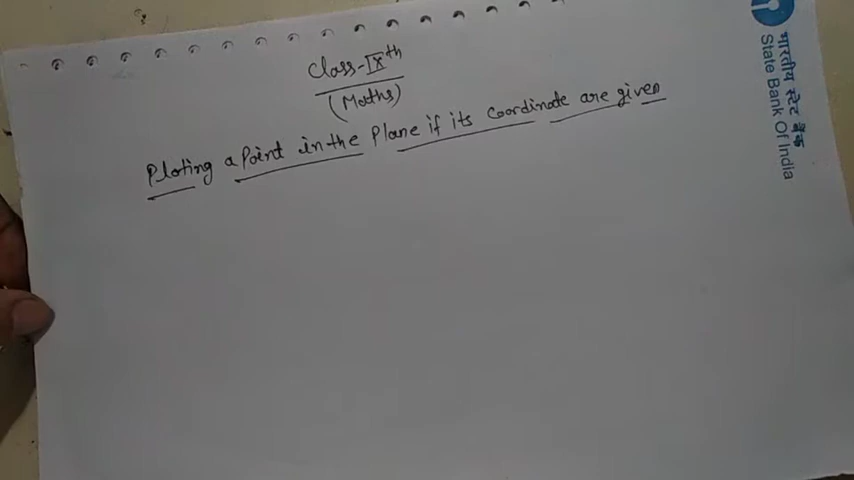 Class-IXth
(Maths)
Ploting a Point in the Plane if its Coordinate are given
भारतीय स्टेट बैंक
State Bank Of India